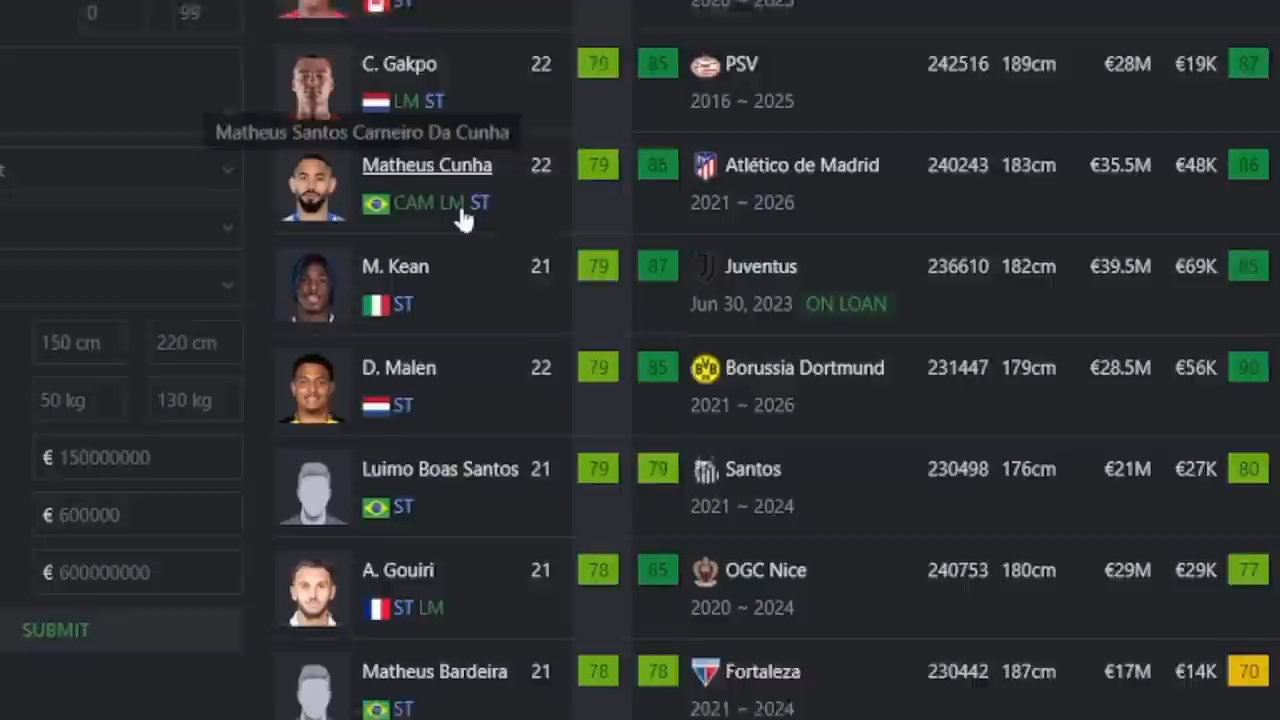 0 99
ST
2020 ~ 2025
C. Gakpo 22 79 85 PSV 242516 189cm €28M €19K 87
LM ST 2016 ~ 2025
Matheus Santos Carneiro Da Cunha
t
Matheus Cunha 22 79 86 Atlético de Madrid 240243 183cm €35.5M €48K 86
CAM LM ST 2021 ~ 2026
M. Kean 21 79 87 Juventus 236610 182cm €39.5M €69K 85
ST Jun 30, 2023 ON LOAN
150 cm 220 cm
D. Malen 22 79 85 Borussia Dortmund 231447 179cm €28.5M €56K 90
50 kg 130 kg
ST 2021 ~ 2026
€ 150000000
Luimo Boas Santos 21 79 79 Santos 230498 176cm €21M €27K 80
€ 600000
ST 2021 ~ 2024
€ 600000000
A. Gouiri 21 78 85 OGC Nice 240753 180cm €29M €29K 77
ST LM 2020 ~ 2024
SUBMIT
Matheus Bardeira 21 78 78 Fortaleza 230442 187cm €17M €14K 70
ST 2021 ~ 2024